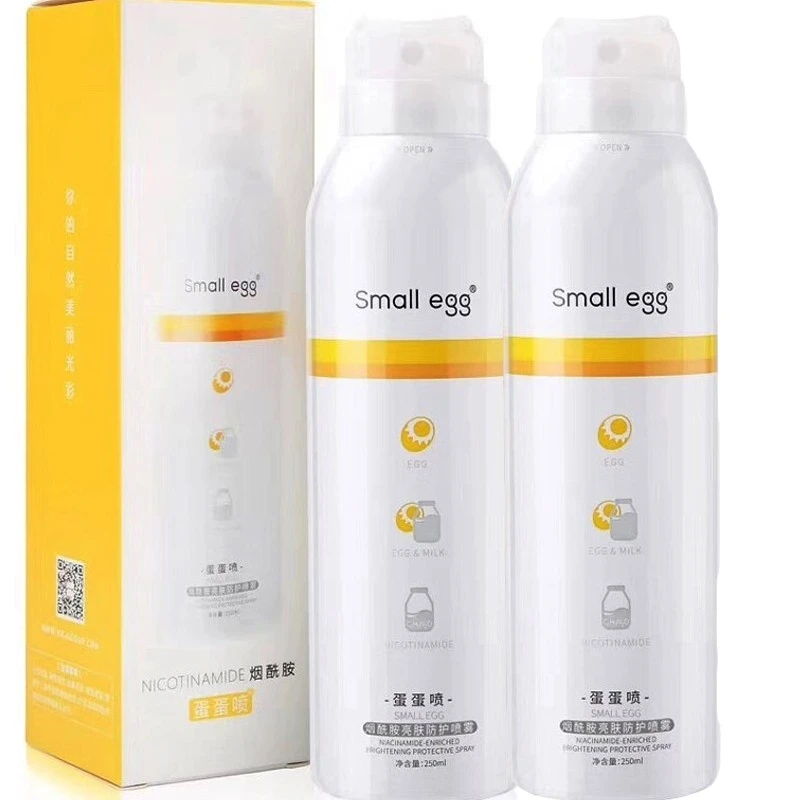 你的自然美丽光彩
Small egg®
蛋蛋喷
NICOTINAMIDE 烟酰胺
蛋蛋喷
OPEN
Small egg®
EGG
EGG & MILK
NICOTINAMIDE
-蛋蛋喷-
SMALL EGG
烟酰胺亮肤防护喷雾
NIACINAMIDE-ENRICHED
BRIGHTENING PROTECTIVE SPRAY
净含量:250ml
OPEN
Small egg®
EGG
EGG & MILK
NICOTINAMIDE
-蛋蛋喷-
SMALL EGG
烟酰胺亮肤防护喷雾
NIACINAMIDE-ENRICHED
BRIGHTENING PROTECTIVE SPRAY
净含量:250ml